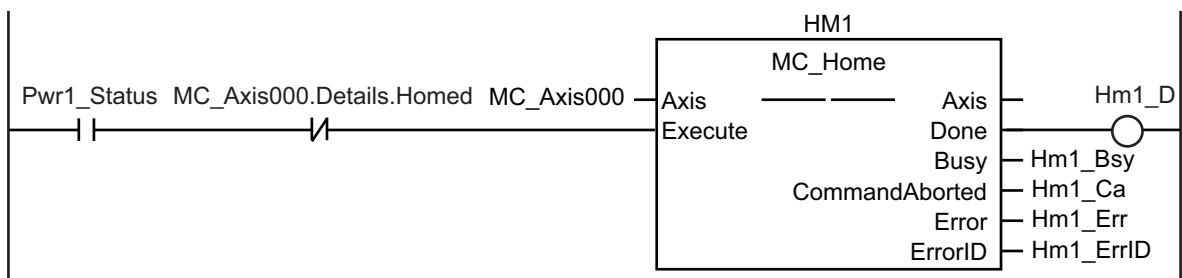 HM1
MC_Home
Pwr1_Status MC_Axis000.Details.Homed MC_Axis000 Axis Axis Hm1_D
Execute Done
Busy Hm1_Bsy
CommandAborted Hm1_Ca
Error Hm1_Err
ErrorID Hm1_ErrID